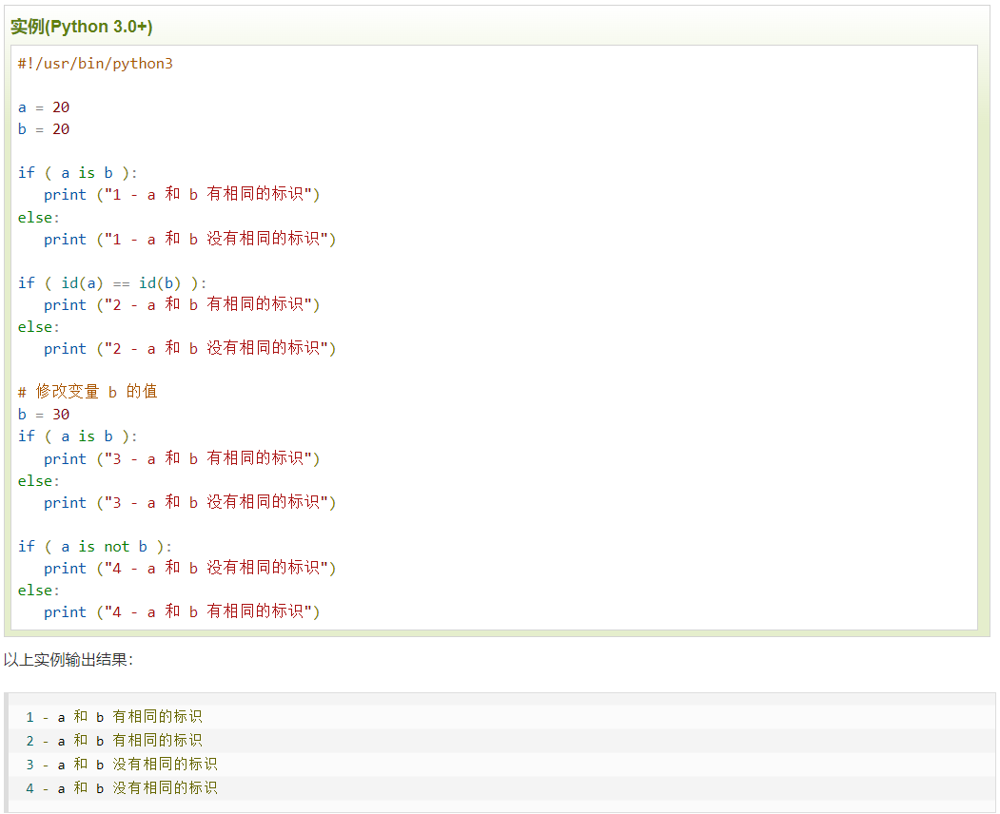 实例(Python 3.0+)
#!/usr/bin/python3
a = 20
b = 20
if ( a is b ):
   print ("1 - a 和 b 有相同的标识")
else:
   print ("1 - a 和 b 没有相同的标识")
if ( id(a) == id(b) ):
   print ("2 - a 和 b 有相同的标识")
else:
   print ("2 - a 和 b 没有相同的标识")
# 修改变量 b 的值
b = 30
if ( a is b ):
   print ("3 - a 和 b 有相同的标识")
else:
   print ("3 - a 和 b 没有相同的标识")
if ( a is not b ):
   print ("4 - a 和 b 没有相同的标识")
else:
   print ("4 - a 和 b 有相同的标识")
以上实例输出结果：
1 - a 和 b 有相同的标识
2 - a 和 b 有相同的标识
3 - a 和 b 没有相同的标识
4 - a 和 b 没有相同的标识